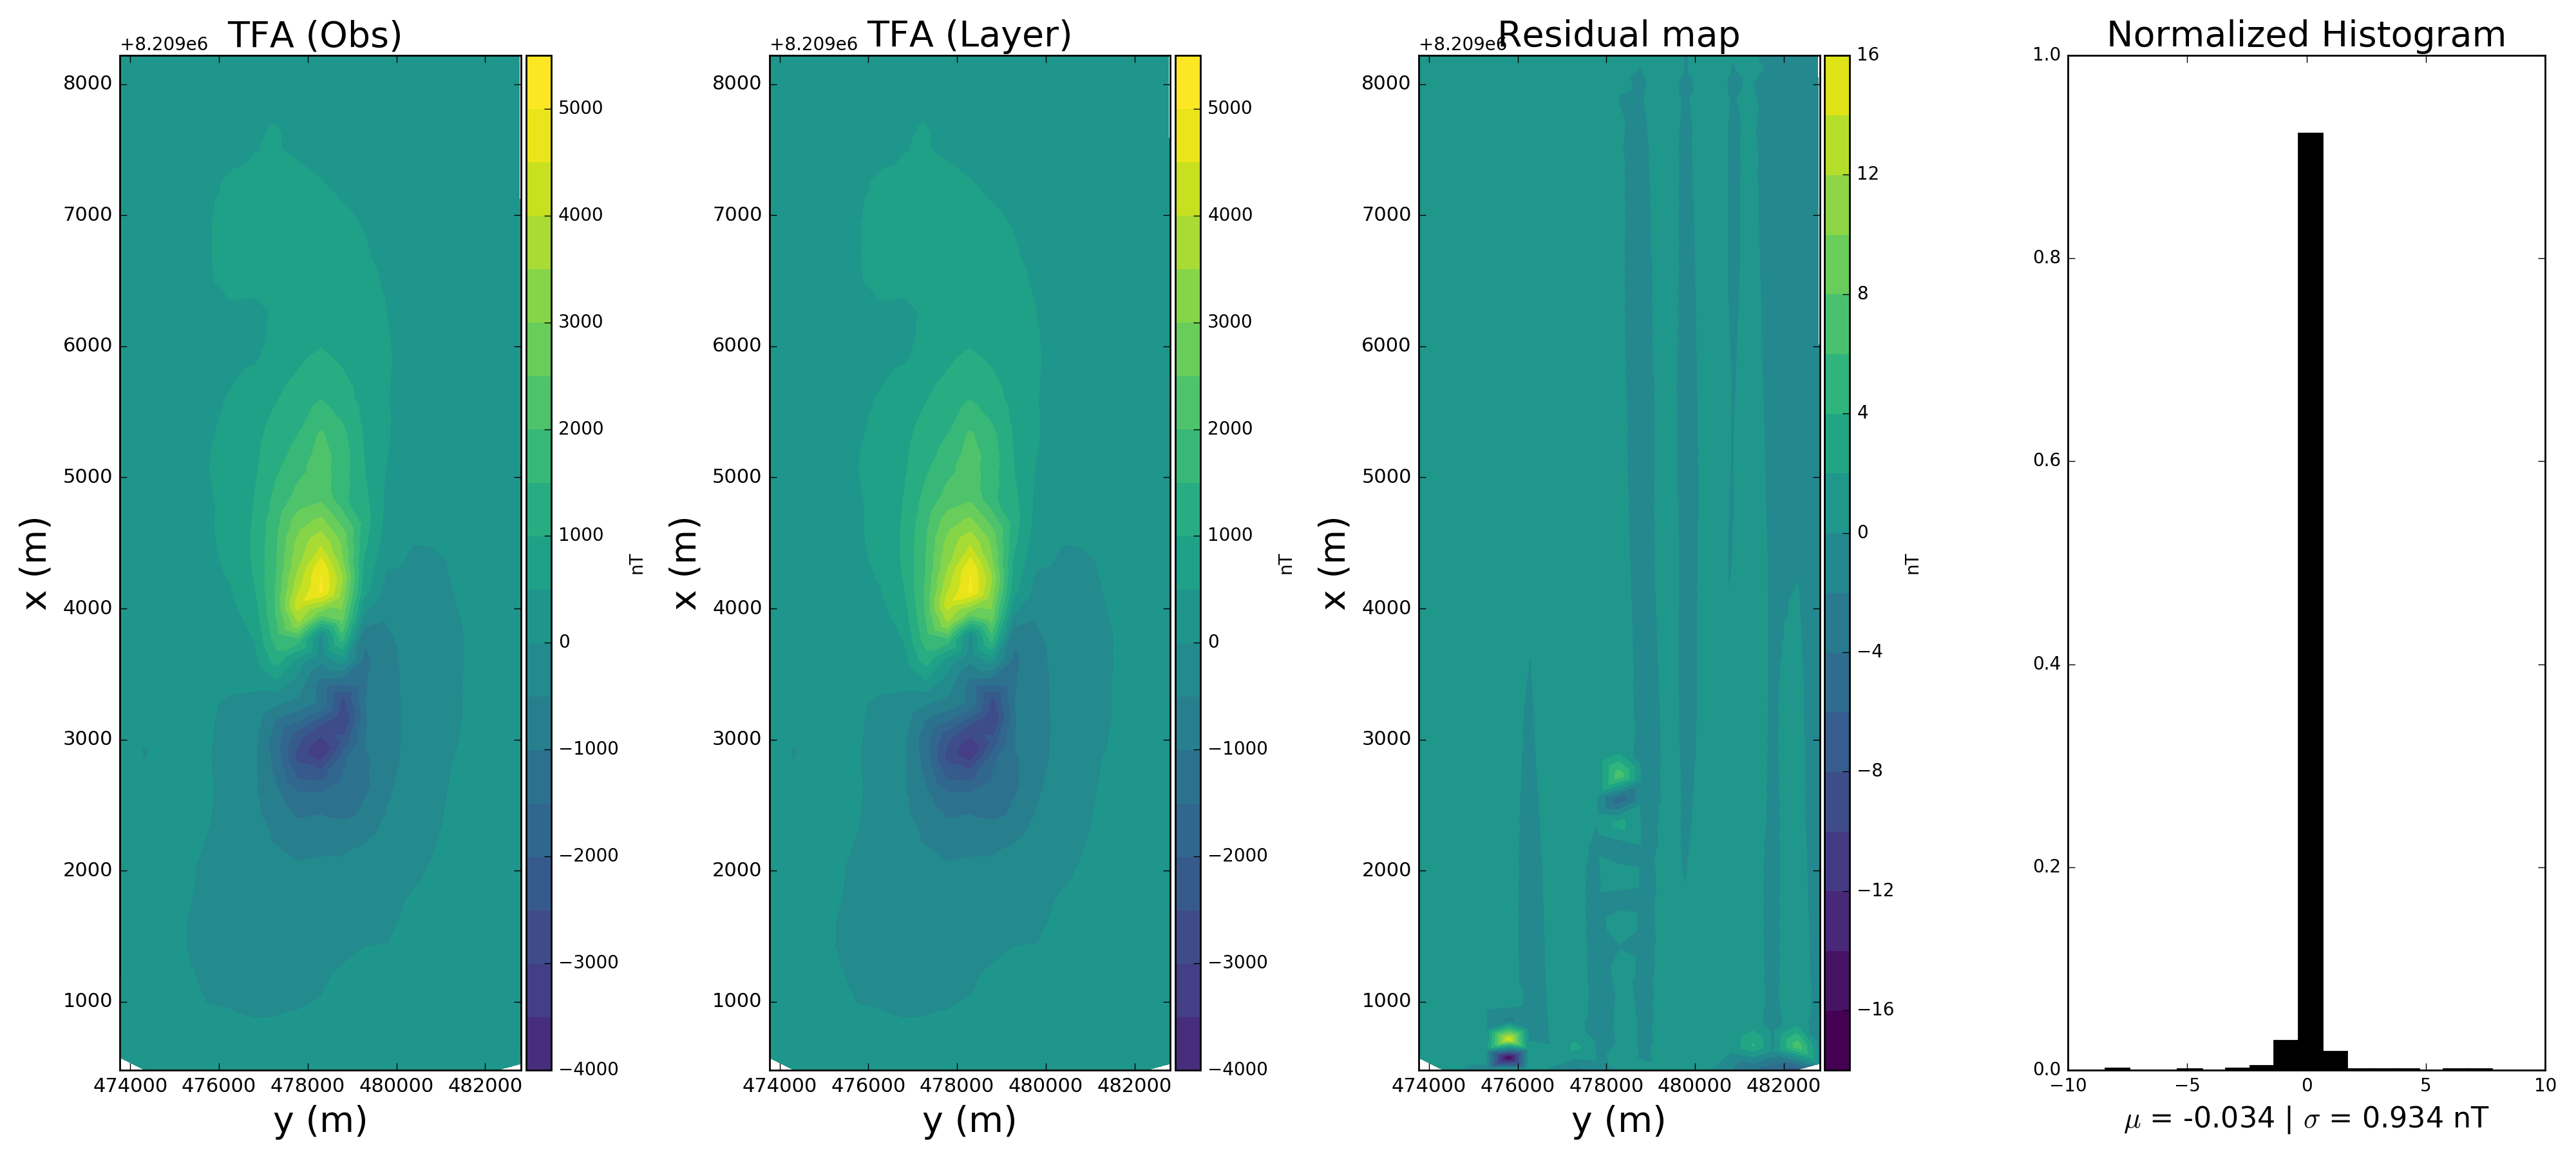 TFA (Obs)
+8.209e6
8000
7000
6000
5000
4000
3000
2000
1000
x (m)
474000 476000 478000 480000 482000
y (m)
5000
4000
3000
2000
1000
0
−1000
−2000
−3000
−4000
nT
TFA (Layer)
+8.209e6
8000
7000
6000
5000
4000
3000
2000
1000
x (m)
474000 476000 478000 480000 482000
y (m)
5000
4000
3000
2000
1000
0
−1000
−2000
−3000
−4000
nT
Residual map
+8.209e6
8000
7000
6000
5000
4000
3000
2000
1000
x (m)
474000 476000 478000 480000 482000
y (m)
16
12
8
4
0
−4
−8
−12
−16
nT
Normalized Histogram
1.0
0.8
0.6
0.4
0.2
0.0
−10 −5 0 5 10
μ = -0.034 | σ = 0.934 nT